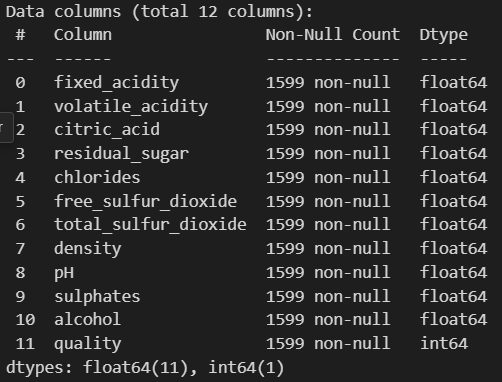 Data columns (total 12 columns):
 #   Column                Non-Null Count  Dtype
---  ------                --------------  -----
 0   fixed_acidity         1599 non-null   float64
 1   volatile_acidity      1599 non-null   float64
 2   citric_acid           1599 non-null   float64
 3   residual_sugar        1599 non-null   float64
 4   chlorides             1599 non-null   float64
 5   free_sulfur_dioxide   1599 non-null   float64
 6   total_sulfur_dioxide  1599 non-null   float64
 7   density               1599 non-null   float64
 8   pH                    1599 non-null   float64
 9   sulphates             1599 non-null   float64
 10  alcohol               1599 non-null   float64
 11  quality               1599 non-null   int64
dtypes: float64(11), int64(1)